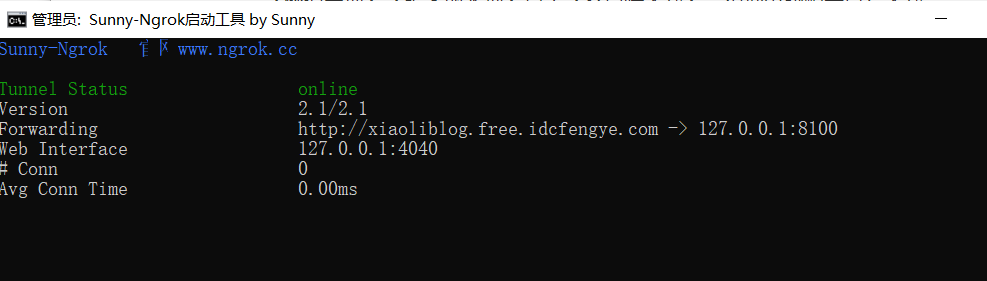 管理员: Sunny-Ngrok启动工具 by Sunny
Sunny-Ngrok 官网 www.ngrok.cc
Tunnel Status online
Version 2.1/2.1
Forwarding http://xiaoliblog.free.idcfengye.com -> 127.0.0.1:8100
Web Interface 127.0.0.1:4040
# Conn 0
Avg Conn Time 0.00ms